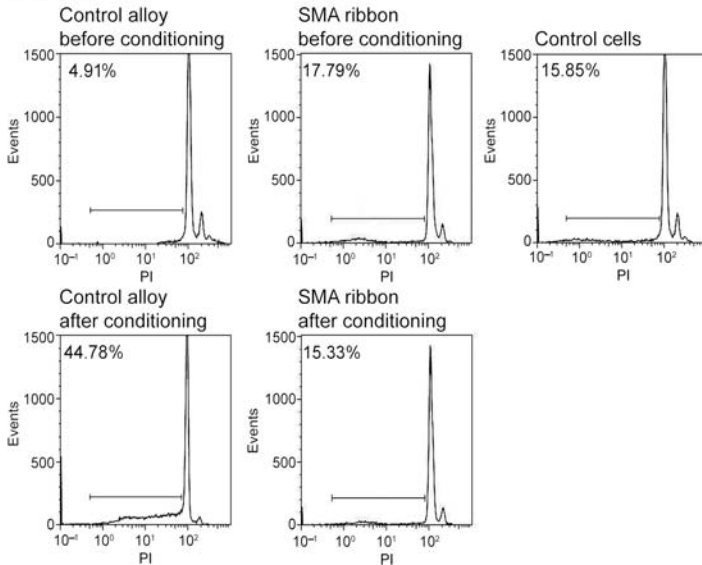 Control alloy
before conditioning
SMA ribbon
before conditioning
Control cells
1500
1000
500
0
Events
4.91%
10⁻¹ 10⁰ 10¹ 10²
PI
1500
1000
500
0
Events
17.79%
10⁻¹ 10⁰ 10¹ 10²
PI
1500
1000
500
0
Events
15.85%
10⁻¹ 10⁰ 10¹ 10²
PI
Control alloy
after conditioning
SMA ribbon
after conditioning
1500
1000
500
0
Events
44.78%
10⁻¹ 10⁰ 10¹ 10²
PI
1500
1000
500
0
Events
15.33%
10⁻¹ 10⁰ 10¹ 10²
PI